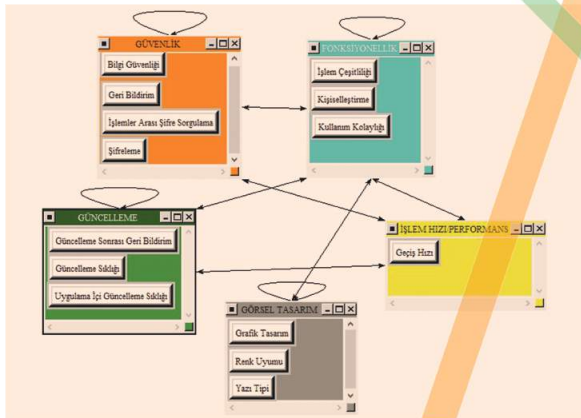 GÜVENLİK
Bilgi Güvenliği
Geri Bildirim
İşlemler Arası Şifre Sorgulama
Şifreleme
FONKSİYONELLİK
İşlem Çeşitliliği
Kişiselleştirme
Kullanım Kolaylığı
GÜNCELLEME
Güncelleme Sonrası Geri Bildirim
Güncelleme Sıklığı
Uygulama İçi Güncelleme Sıklığı
İŞLEM HIZI/PERFORMANS
Geçiş Hızı
GÖRSEL TASARIM
Grafik Tasarım
Renk Uyumu
Yazı Tipi